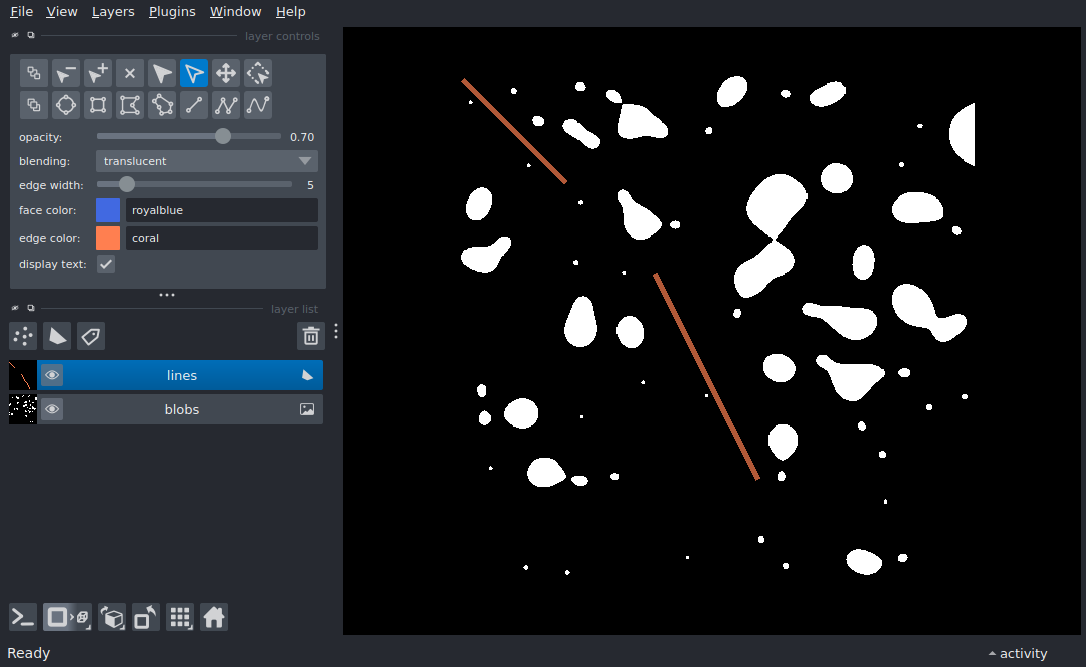 File View Layers Plugins Window Help
layer controls
opacity: 0.70
blending: translucent
edge width: 5
face color: royalblue
edge color: coral
display text:
layer list
lines
blobs
Ready
activity